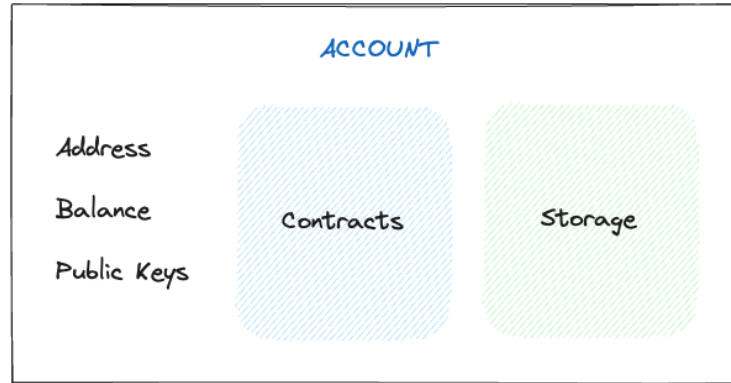 ACCOUNT
Address
Balance
Public Keys
Contracts
Storage